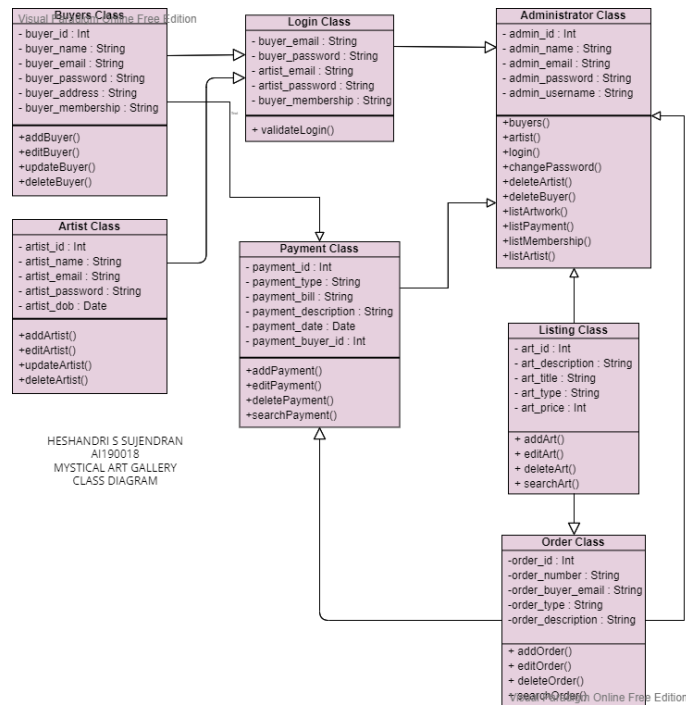 Visual Paradigm Online Free Edition
Buyers Class
- buyer_id : Int
- buyer_name : String
- buyer_email : String
- buyer_password : String
- buyer_address : String
- buyer_membership : String
+addBuyer()
+editBuyer()
+updateBuyer()
+deleteBuyer()
Login Class
- buyer_email : String
- buyer_password : String
- artist_email : String
- artist_password : String
- buyer_membership : String
+ validateLogin()
Administrator Class
- admin_id : Int
- admin_name : String
- admin_email : String
- admin_password : String
- admin_username : String
+buyers()
+artist()
+login()
+changePassword()
+deleteArtist()
+deleteBuyer()
+listArtwork()
+listPayment()
+listMembership()
+listArtist()
Artist Class
- artist_id : Int
- artist_name : String
- artist_email : String
- artist_password : String
- artist_dob : Date
+addArtist()
+editArtist()
+updateArtist()
+deleteArtist()
Payment Class
- payment_id : Int
- payment_type : String
- payment_bill : String
- payment_description : String
- payment_date : Date
- payment_buyer_id : Int
+addPayment()
+editPayment()
+deletePayment()
+searchPayment()
Listing Class
- art_id : Int
- art_description : String
- art_title : String
- art_type : String
- art_price : Int
+ addArt()
+ editArt()
+ deleteArt()
+ searchArt()
HESHANDRI S SUJENDRAN
AI190018
MYSTICAL ART GALLERY
CLASS DIAGRAM
Order Class
-order_id : Int
-order_number : String
-order_buyer_email : String
-order_type : String
-order_description : String
+ addOrder()
+ editOrder()
+ deleteOrder()
+ searchOrder()
Visual Paradigm Online Free Edition